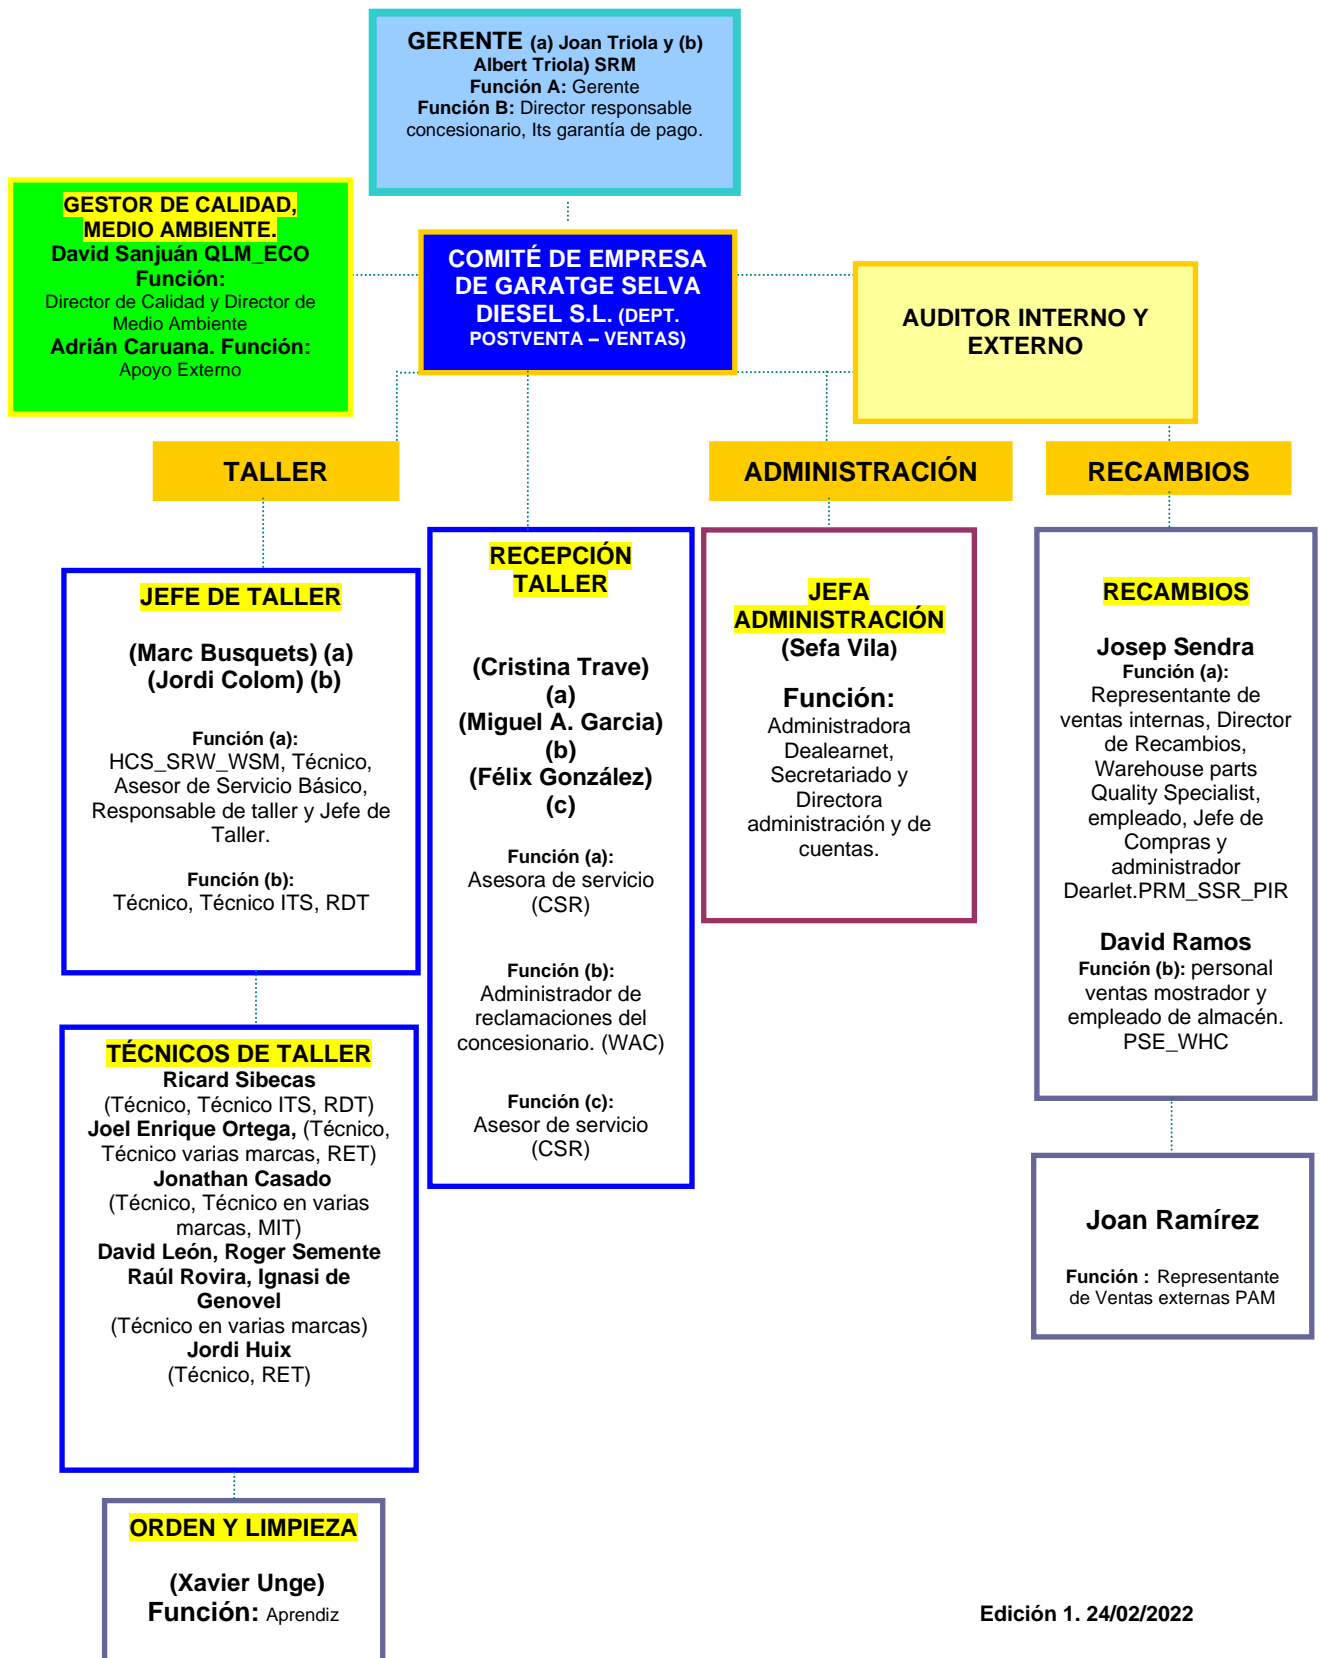 GERENTE (a) Joan Triola y (b)
Albert Triola) SRM
Función A: Gerente
Función B: Director responsable
concesionario, Its garantía de pago.
GESTOR DE CALIDAD,
MEDIO AMBIENTE.
David Sanjuán QLM_ECO
Función:
Director de Calidad y Director de
Medio Ambiente
Adrián Caruana. Función:
Apoyo Externo
COMITÉ DE EMPRESA
DE GARATGE SELVA
DIESEL S.L. (DEPT.
POSTVENTA – VENTAS)
AUDITOR INTERNO Y
EXTERNO
TALLER
ADMINISTRACIÓN
RECAMBIOS
JEFE DE TALLER
(Marc Busquets) (a)
(Jordi Colom) (b)
Función (a):
HCS_SRW_WSM, Técnico,
Asesor de Servicio Básico,
Responsable de taller y Jefe de
Taller.
Función (b):
Técnico, Técnico ITS, RDT
RECEPCIÓN
TALLER
(Cristina Trave)
(a)
(Miguel A. Garcia)
(b)
(Félix González)
(c)
Función (a):
Asesora de servicio
(CSR)
Función (b):
Administrador de
reclamaciones del
concesionario. (WAC)
Función (c):
Asesor de servicio
(CSR)
JEFA
ADMINISTRACIÓN
(Sefa Vila)
Función:
Administradora
Dealearnet,
Secretariado y
Directora
administración y de
cuentas.
RECAMBIOS
Josep Sendra
Función (a):
Representante de
ventas internas, Director
de Recambios,
Warehouse parts
Quality Specialist,
empleado, Jefe de
Compras y
administrador
Dearlet.PRM_SSR_PIR
David Ramos
Función (b): personal
ventas mostrador y
empleado de almacén.
PSE_WHC
TÉCNICOS DE TALLER
Ricard Sibecas
(Técnico, Técnico ITS, RDT)
Joel Enrique Ortega, (Técnico,
Técnico varias marcas, RET)
Jonathan Casado
(Técnico, Técnico en varias
marcas, MIT)
David León, Roger Semente
Raúl Rovira, Ignasi de
Genovel
(Técnico en varias marcas)
Jordi Huix
(Técnico, RET)
Joan Ramírez
Función : Representante
de Ventas externas PAM
ORDEN Y LIMPIEZA
(Xavier Unge)
Función: Aprendiz
Edición 1. 24/02/2022